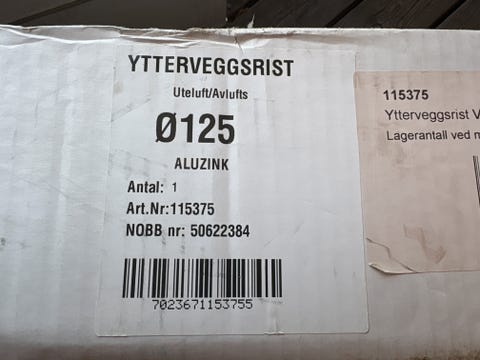 YTTERVEGGSRIST
Uteluft/Avlufts
Ø125
ALUZINK
Antal: 1
Art.Nr:115375
NOBB nr: 50622384
7023671153755
115375
Ytterveggsrist V
Lagerantall ved